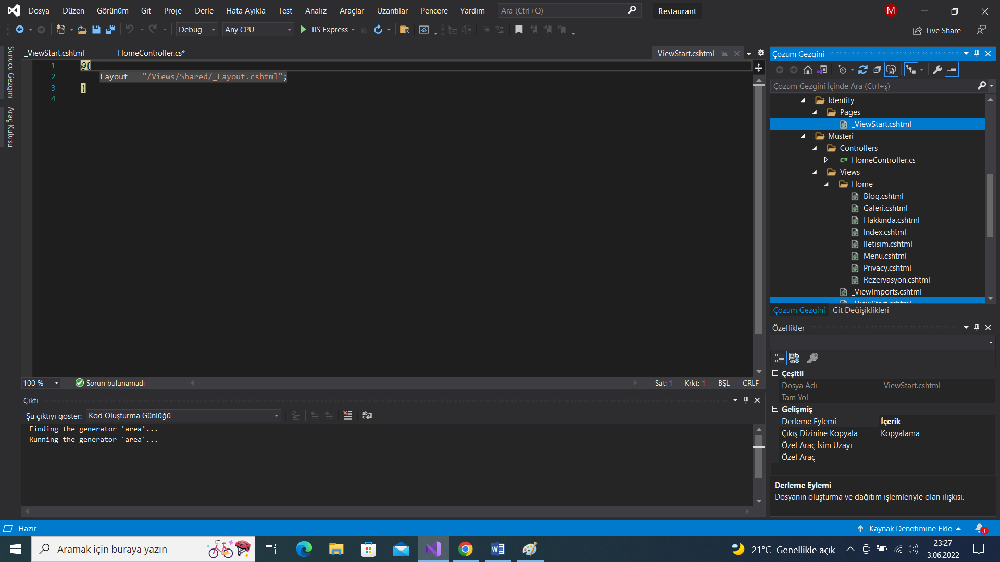 Dosya Düzen Görünüm Git Proje Derle Hata Ayıkla Test Analiz Araçlar Uzantılar Pencere Yardım Ara (Ctrl+Q) Restaurant M
Debug Any CPU IIS Express Live Share
Sunucu Gezgini
Araç Kutusu
_ViewStart.cshtml HomeController.cs* _ViewStart.cshtml
1 @{
2 Layout = "/Views/Shared/_Layout.cshtml";
3 }
4
100 % Sorun bulunamadı Sat: 1 Krkt: 1 BŞL CRLF
Çıktı
Şu çıktıyı göster: Kod Oluşturma Günlüğü
Finding the generator 'area'...
Running the generator 'area'...
Çözüm Gezgini
Çözüm Gezgini İçinde Ara (Ctrl+ş)
Identity
Pages
_ViewStart.cshtml
Musteri
Controllers
C# HomeController.cs
Views
Home
Blog.cshtml
Galeri.cshtml
Hakkında.cshtml
Index.cshtml
İletisim.cshtml
Menu.cshtml
Privacy.cshtml
Rezervasyon.cshtml
_ViewImports.cshtml
_ViewStart.cshtml
Çözüm Gezgini Git Değişiklikleri
Özellikler
Çeşitli
Dosya Adı _ViewStart.cshtml
Tam Yol
Gelişmiş
Derleme Eylemi İçerik
Çıkış Dizinine Kopyala Kopyalama
Özel Araç İsim Uzayı
Özel Araç
Derleme Eylemi
Dosyanın oluşturma ve dağıtım işlemleriyle olan ilişkisi.
Hazır Kaynak Denetimine Ekle 3
Aramak için buraya yazın 21°C Genellikle açık 23:27
3.06.2022